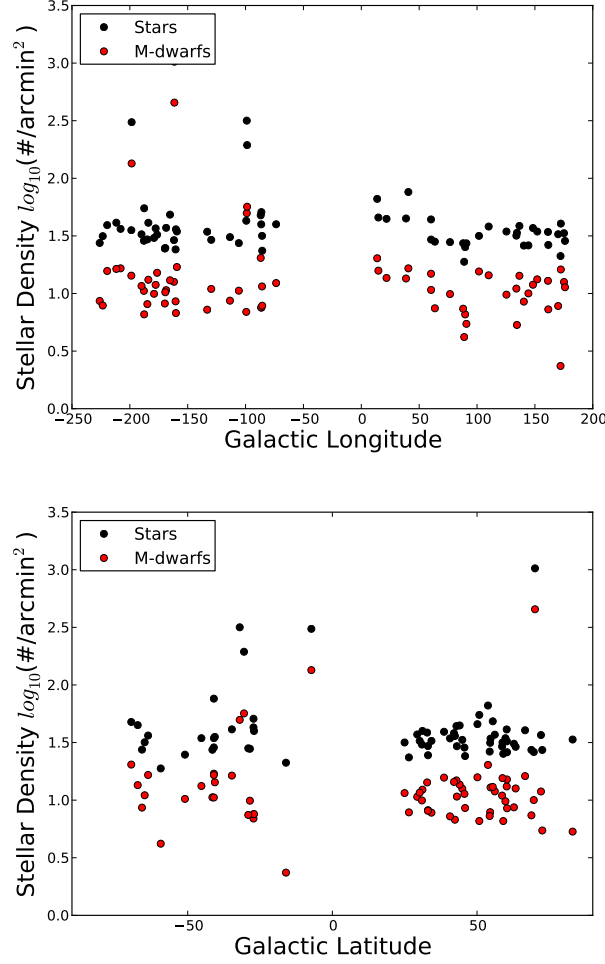 3.5
3.0
2.5
2.0
1.5
1.0
0.5
0.0
Stellar Density log₁₀(#/arcmin²)
Stars
M-dwarfs
−250 −200 −150 −100 −50 0 50 100 150 200
Galactic Longitude
3.5
3.0
2.5
2.0
1.5
1.0
0.5
0.0
Stellar Density log₁₀(#/arcmin²)
Stars
M-dwarfs
−50 0 50
Galactic Latitude